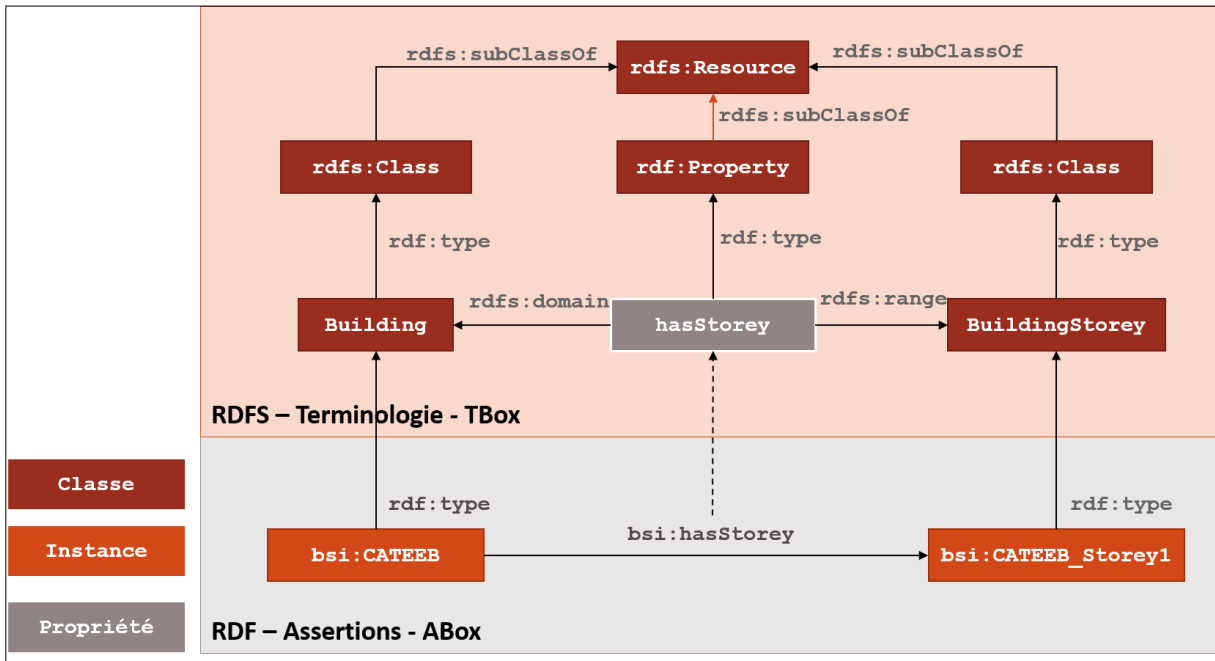 rdfs:subClassOf
rdfs:Resource
rdfs:subClassOf
rdfs:subClassOf
rdfs:Class
rdf:Property
rdfs:Class
rdf:type
rdf:type
rdf:type
rdfs:domain
rdfs:range
Building
hasStorey
BuildingStorey
RDFS – Terminologie - TBox
Classe
rdf:type
rdf:type
bsi:hasStorey
Instance
bsi:CATEEB
bsi:CATEEB_Storey1
Propriété
RDF – Assertions - ABox